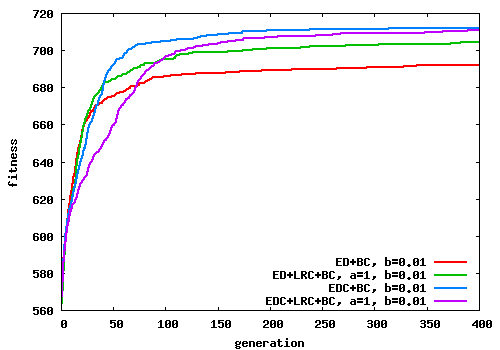 720
700
680
660
640
620
600
580
560
fitness
ED+BC, b=0.01
ED+LRC+BC, a=1, b=0.01
EDC+BC, b=0.01
EDC+LRC+BC, a=1, b=0.01
0 50 100 150 200 250 300 350 400
generation